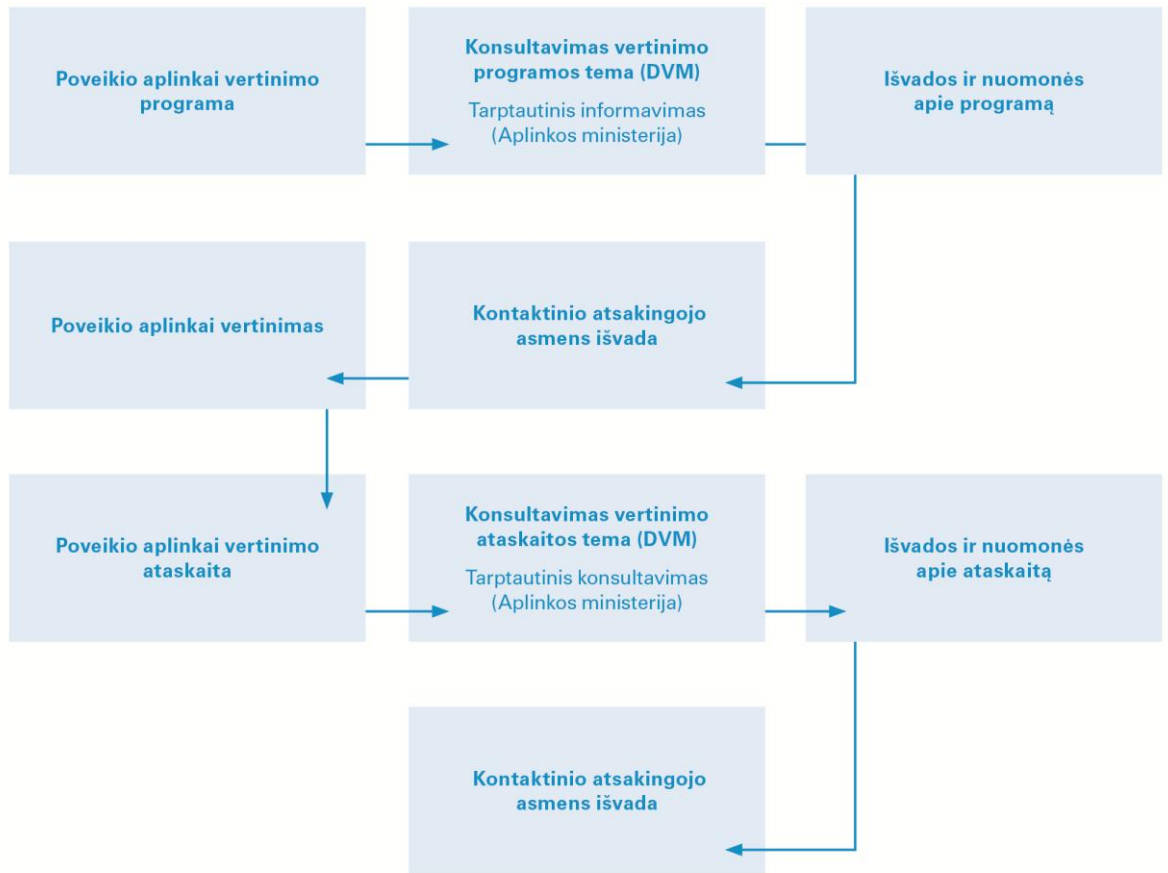 Poveikio aplinkai vertinimo
programa
Konsultavimas vertinimo
programos tema (DVM)
Tarptautinis informavimas
(Aplinkos ministerija)
Išvados ir nuomonės
apie programą
Poveikio aplinkai vertinimas
Kontaktinio atsakingojo
asmens išvada
Poveikio aplinkai vertinimo
ataskaita
Konsultavimas vertinimo
ataskaitos tema (DVM)
Tarptautinis konsultavimas
(Aplinkos ministerija)
Išvados ir nuomonės
apie ataskaitą
Kontaktinio atsakingojo
asmens išvada